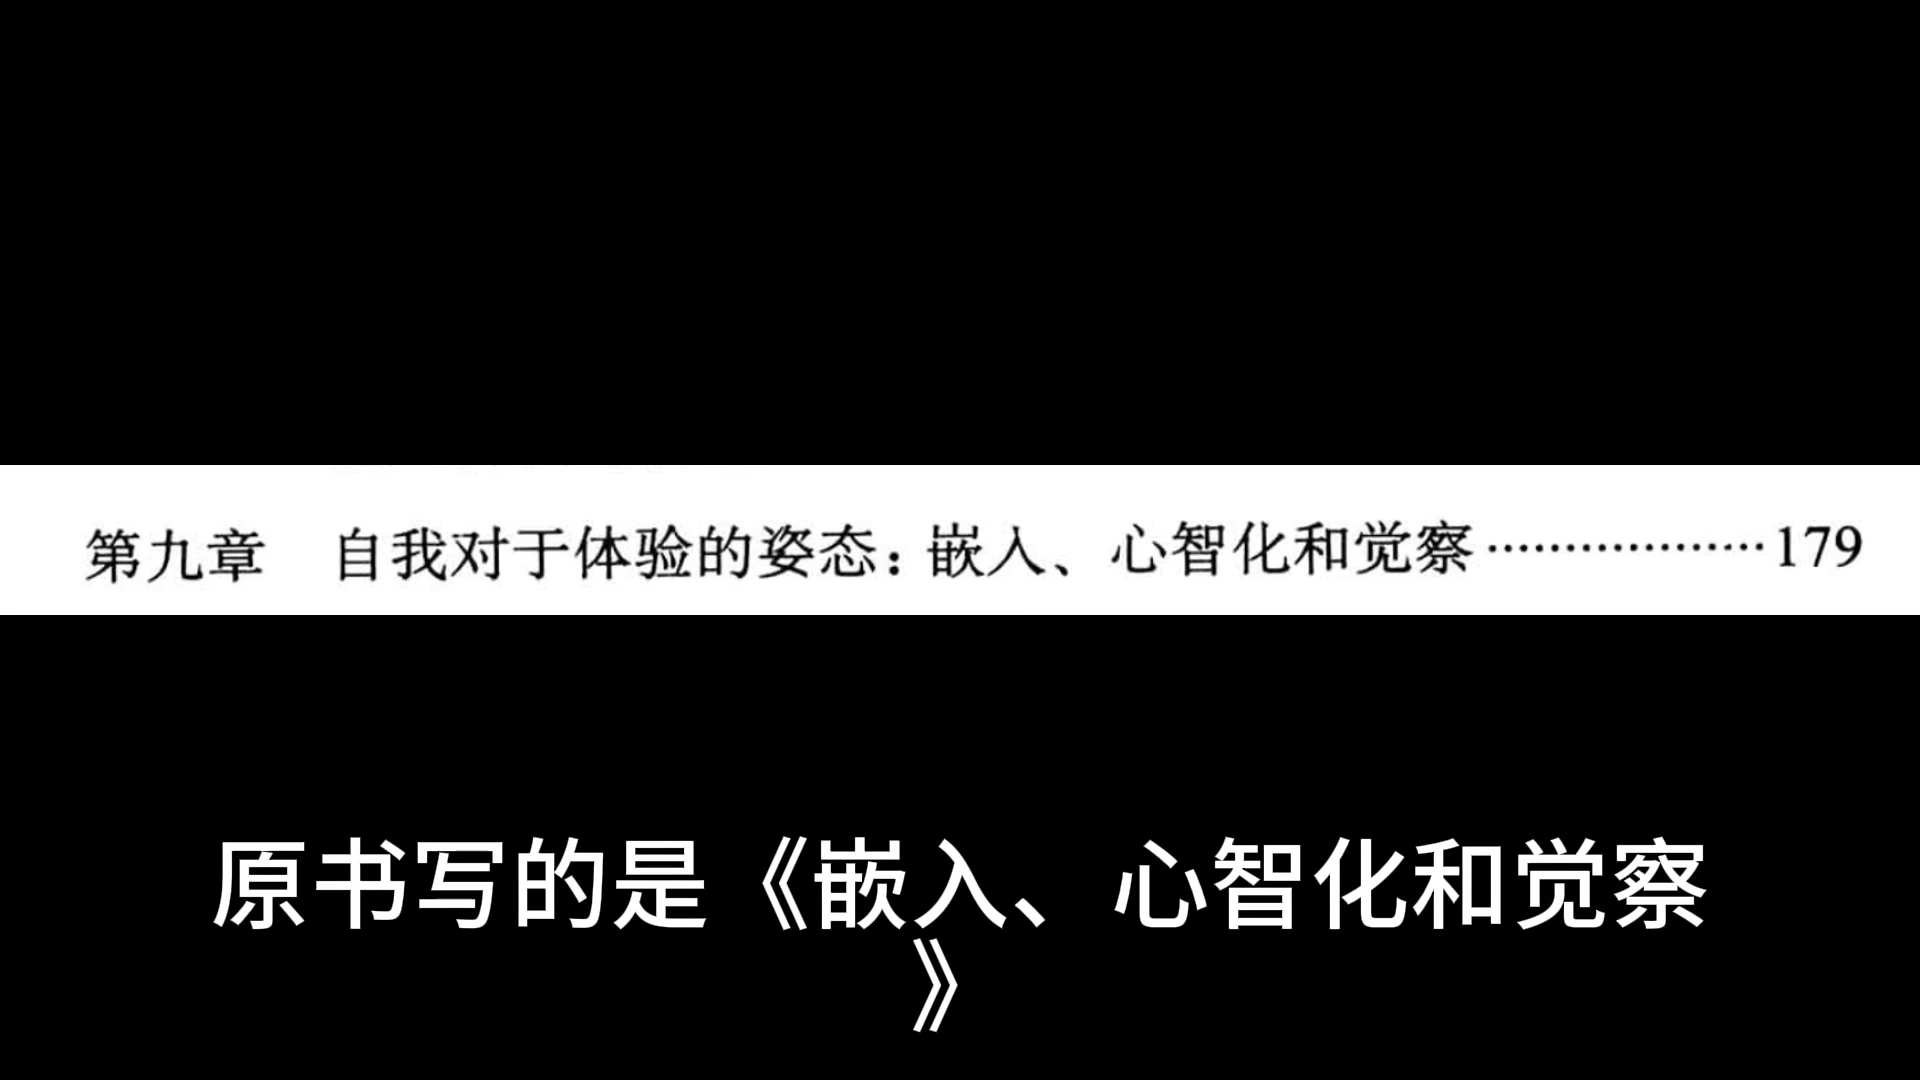 第九章 自我对于体验的姿态：嵌入、心智化和觉察………………179
原书写的是《嵌入、心智化和觉察
》